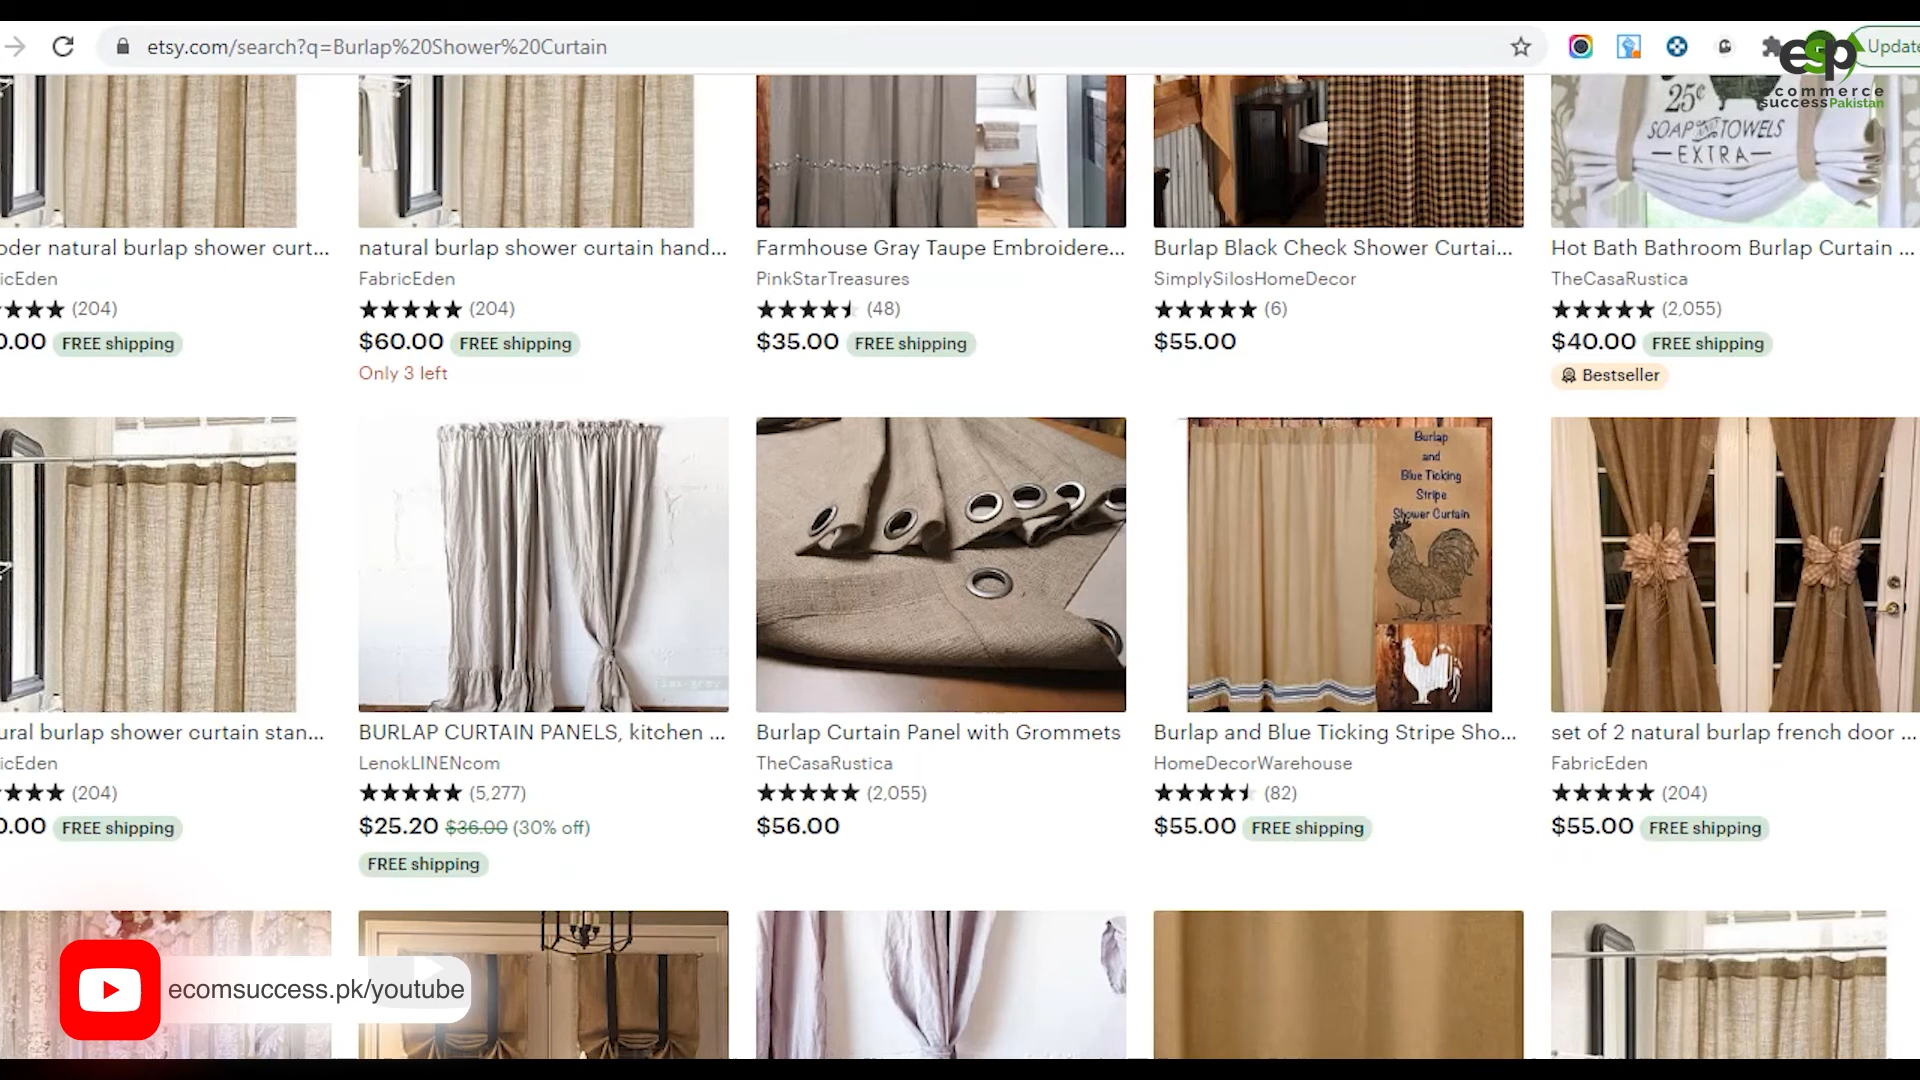 etsy.com/search?q=Burlap%20Shower%20Curtain
Update
esp
commerce
successPakistan
25¢
SOAP AND TOWELS
EXTRA
oder natural burlap shower curt...
icEden
(204)
0.00 FREE shipping
natural burlap shower curtain hand...
FabricEden
(204)
$60.00 FREE shipping
Only 3 left
Farmhouse Gray Taupe Embroidere...
PinkStarTreasures
(48)
$35.00 FREE shipping
Burlap Black Check Shower Curtai...
SimplySilosHomeDecor
(6)
$55.00
Hot Bath Bathroom Burlap Curtain ...
TheCasaRustica
(2,055)
$40.00 FREE shipping
Bestseller
Burlap
and
Blue Ticking
Stripe
Shower Curtain
ural burlap shower curtain stan...
icEden
(204)
0.00 FREE shipping
BURLAP CURTAIN PANELS, kitchen ...
LenokLINENcom
(5,277)
$25.20 $36.00 (30% off)
FREE shipping
Burlap Curtain Panel with Grommets
TheCasaRustica
(2,055)
$56.00
Burlap and Blue Ticking Stripe Sho...
HomeDecorWarehouse
(82)
$55.00 FREE shipping
set of 2 natural burlap french door ...
FabricEden
(204)
$55.00 FREE shipping
ecomsuccess.pk/youtube